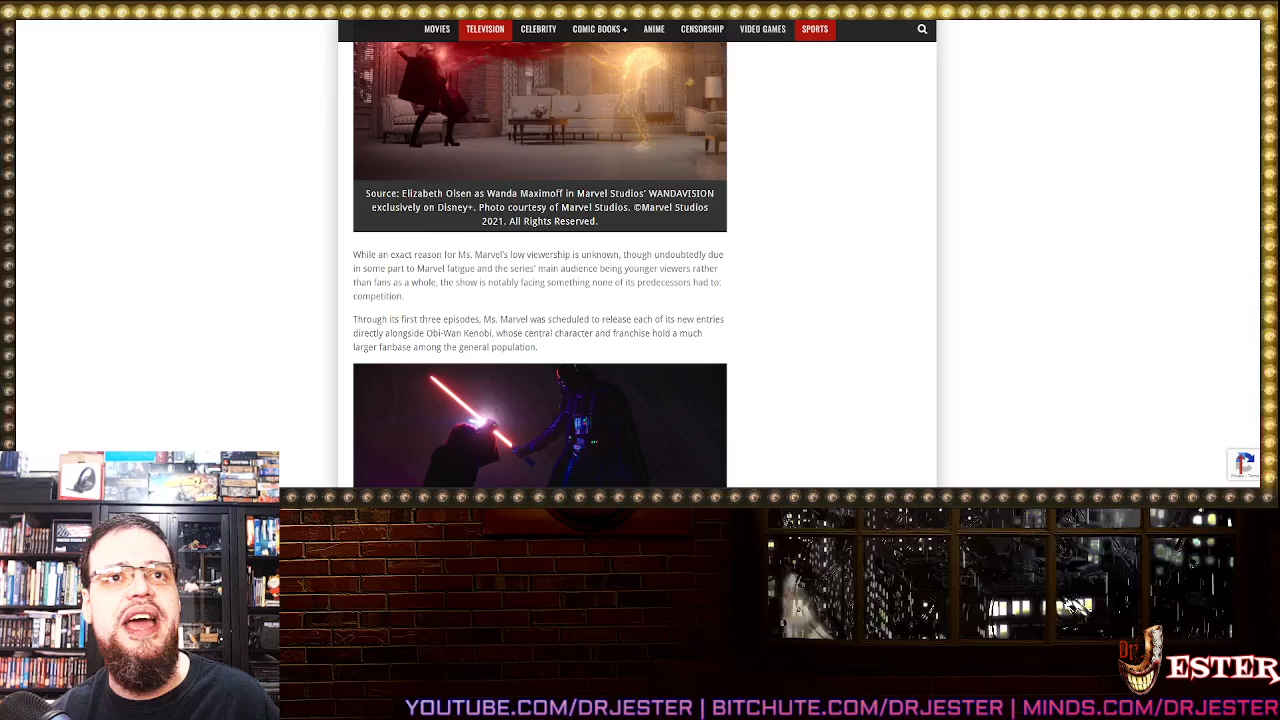 MOVIES TELEVISION CELEBRITY COMIC BOOKS + ANIME CENSORSHIP VIDEO GAMES SPORTS
Source: Elizabeth Olsen as Wanda Maximoff in Marvel Studios' WANDAVISION
exclusively on Disney+. Photo courtesy of Marvel Studios. ©Marvel Studios
2021. All Rights Reserved.
While an exact reason for Ms. Marvel's low viewership is unknown, though undoubtedly due
in some part to Marvel fatigue and the series' main audience being younger viewers rather
than fans as a whole, the show is notably facing something none of its predecessors had to:
competition.
Through its first three episodes, Ms. Marvel was scheduled to release each of its new entries
directly alongside Obi-Wan Kenobi, whose central character and franchise hold a much
larger fanbase among the general population.
Dr. JESTER
YOUTUBE.COM/DRJESTER | BITCHUTE.COM/DRJESTER | MINDS.COM/DRJESTER